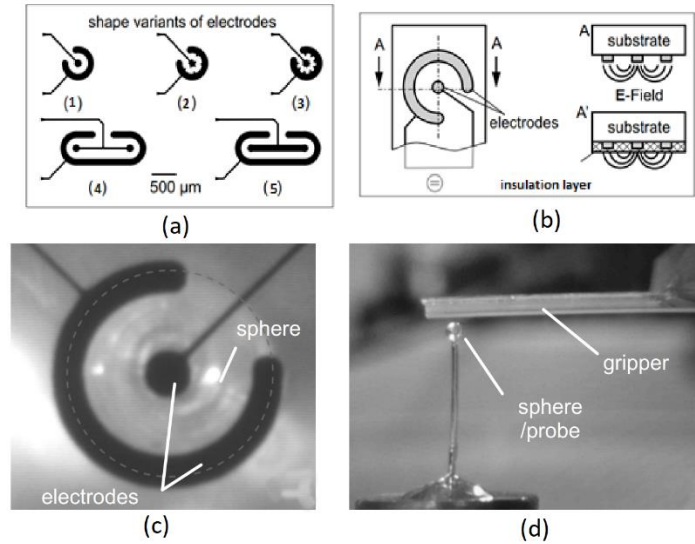 shape variants of electrodes
(1)
(2)
(3)
(4)
500 µm
(5)
(a)
A
A
electrodes
insulation layer
A
substrate
E-Field
A'
substrate
(b)
sphere
electrodes
(c)
gripper
sphere
/probe
(d)